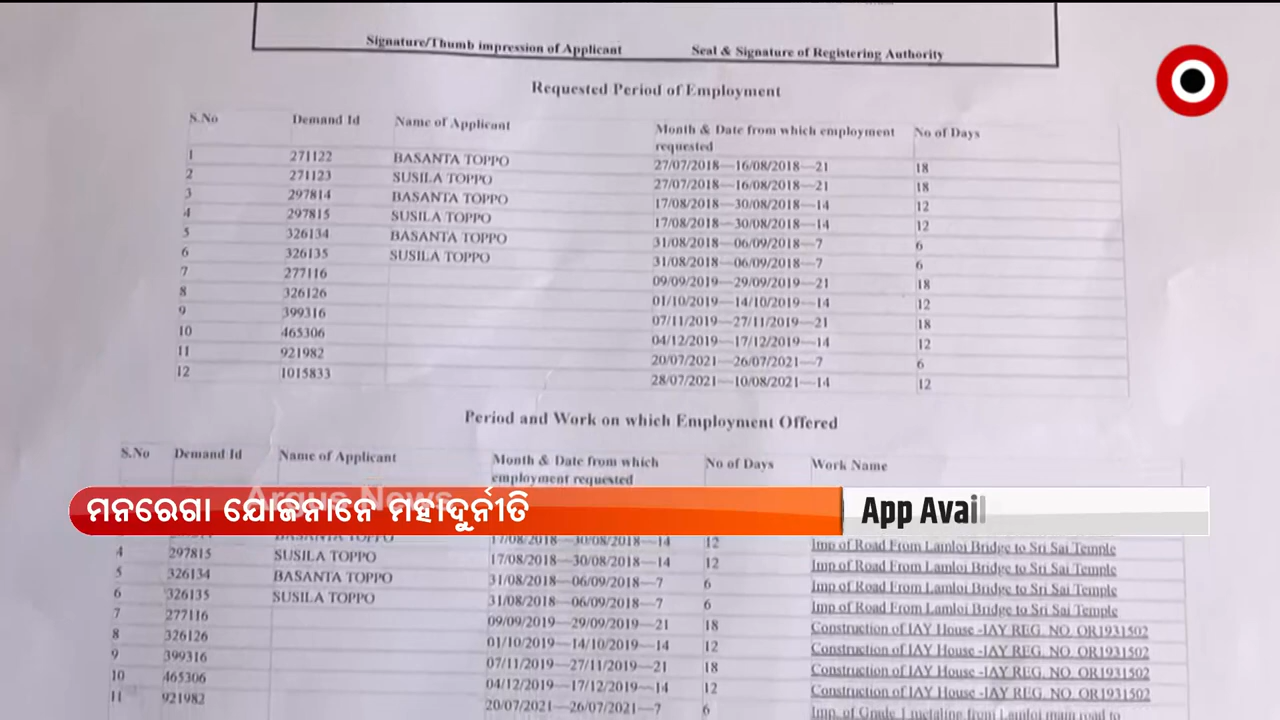 Signature/Thumb impression of Applicant Seal & Signature of Registering Authority
Requested Period of Employment
S.No Demand Id Name of Applicant Month & Date from which employment requested No of Days
1 271122 BASANTA TOPPO 27/07/2018—16/08/2018—21 18
2 271123 SUSILA TOPPO 27/07/2018—16/08/2018—21 18
3 297814 BASANTA TOPPO 17/08/2018—30/08/2018—14 12
4 297815 SUSILA TOPPO 17/08/2018—30/08/2018—14 12
5 326134 BASANTA TOPPO 31/08/2018—06/09/2018—7 6
6 326135 SUSILA TOPPO 31/08/2018—06/09/2018—7 6
7 277116 09/09/2019—29/09/2019—21 18
8 326126 01/10/2019—14/10/2019—14 12
9 399316 07/11/2019—27/11/2019—21 18
10 465306 04/12/2019—17/12/2019—14 12
11 921982 20/07/2021—26/07/2021—7 6
12 1015833 28/07/2021—10/08/2021—14 12
Period and Work on which Employment Offered
S.No Demand Id Name of Applicant Month & Date from which employment requested No of Days Work Name
Argus News
ମନରେଗା ଯୋଜନାନେ ମହାଦୁର୍ନୀତି App Avail
BASANTA TOPPO 17/08/2018—30/08/2018—14 12 Imp of Road From Lamloi Bridge to Sri Sai Temple
4 297815 SUSILA TOPPO 17/08/2018—30/08/2018—14 12 Imp of Road From Lamloi Bridge to Sri Sai Temple
5 326134 BASANTA TOPPO 31/08/2018—06/09/2018—7 6 Imp of Road From Lamloi Bridge to Sri Sai Temple
6 326135 SUSILA TOPPO 31/08/2018—06/09/2018—7 6 Imp of Road From Lamloi Bridge to Sri Sai Temple
7 277116 09/09/2019—29/09/2019—21 18 Construction of IAY House -IAY REG. NO. OR1931502
8 326126 01/10/2019—14/10/2019—14 12 Construction of IAY House -IAY REG. NO. OR1931502
9 399316 07/11/2019—27/11/2019—21 18 Construction of IAY House -IAY REG. NO. OR1931502
10 465306 04/12/2019—17/12/2019—14 12 Construction of IAY House -IAY REG. NO. OR1931502
11 921982 20/07/2021—26/07/2021—7 6 Imp. of from Lamloi main road to